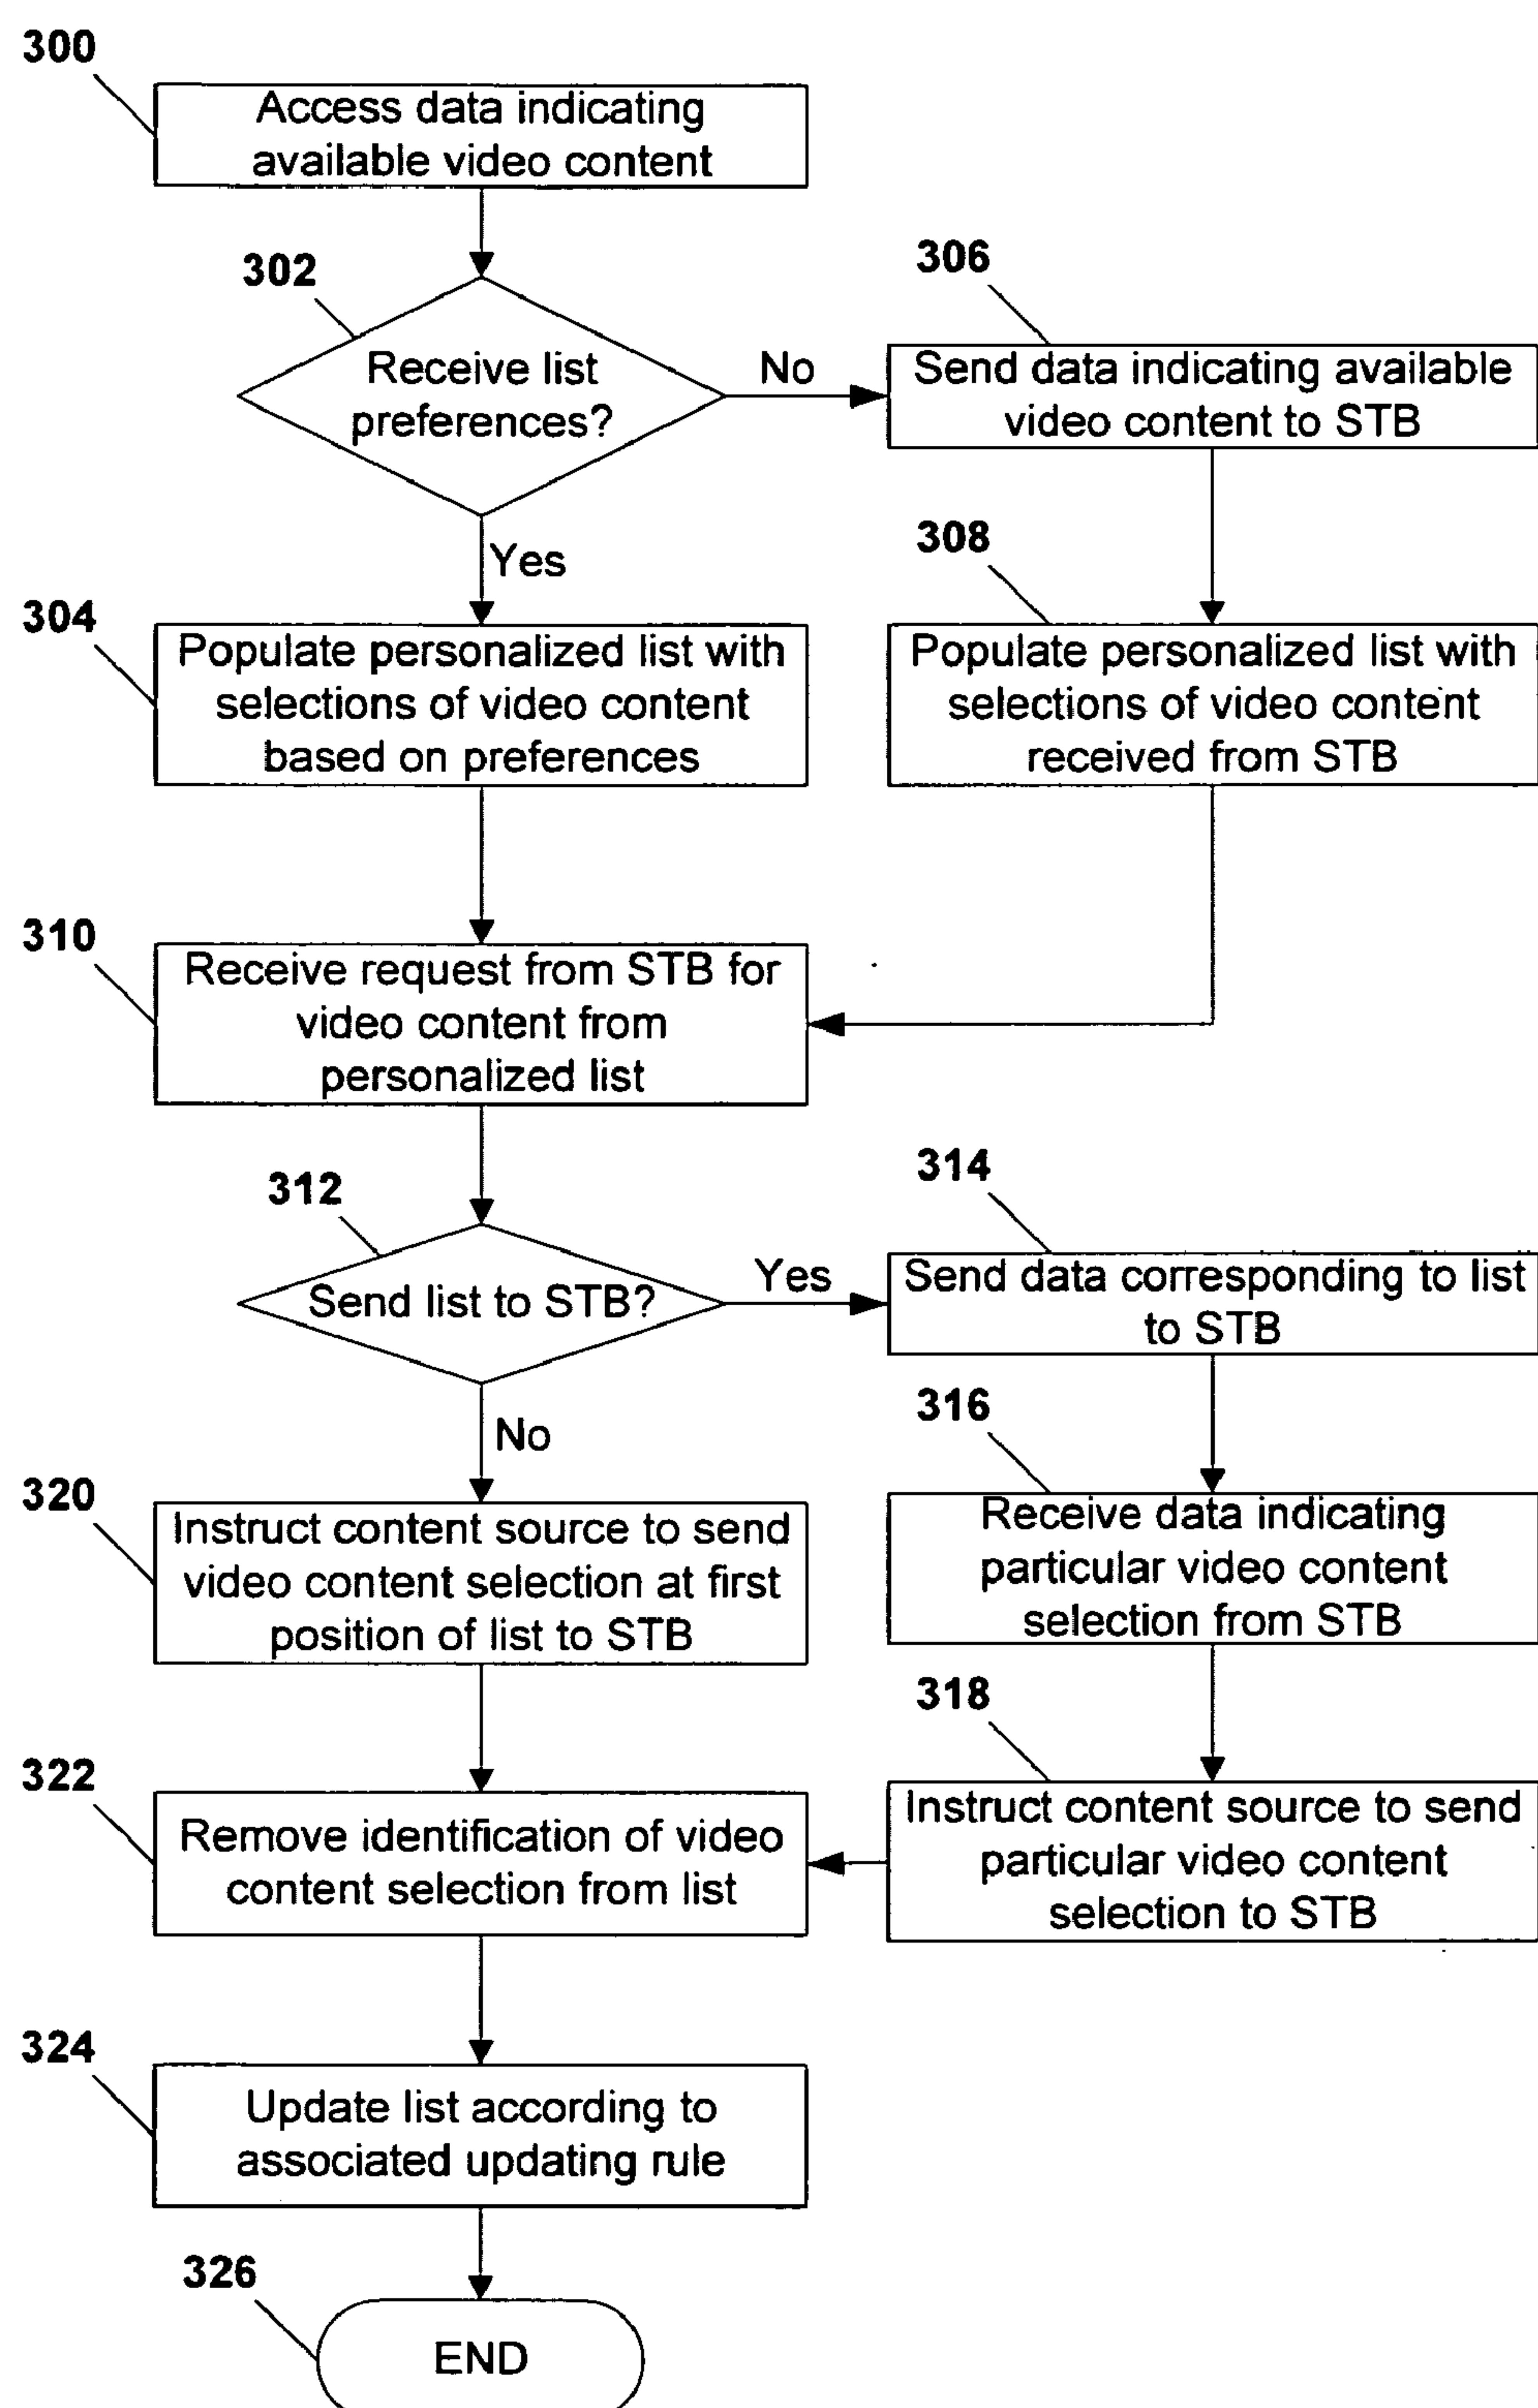 300
Access data indicating
available video content
302
Receive list
preferences?
No
306
Send data indicating available
video content to STB
Yes
304
Populate personalized list with
selections of video content
based on preferences
308
Populate personalized list with
selections of video content
received from STB
310
Receive request from STB for
video content from
personalized list
312
Send list to STB?
Yes
314
Send data corresponding to list
to STB
No
316
Receive data indicating
particular video content
selection from STB
320
Instruct content source to send
video content selection at first
position of list to STB
318
Instruct content source to send
particular video content
selection to STB
322
Remove identification of video
content selection from list
324
Update list according to
associated updating rule
326
END